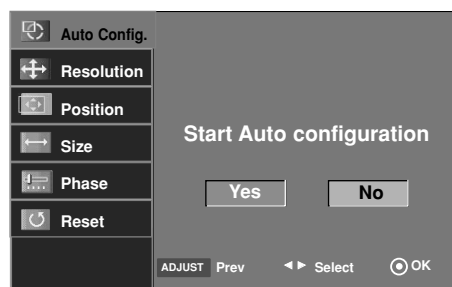 Auto Config.
Resolution
Position
Size
Phase
Reset
Start Auto configuration
Yes No
ADJUST Prev Select OK